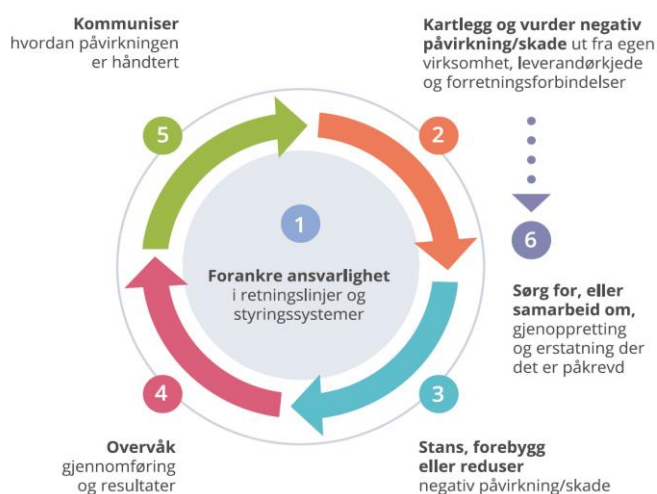 Kommuniser
hvordan påvirkningen
er håndtert
Kartlegg og vurder negativ
påvirkning/skade ut fra egen
virksomhet, leverandørkjede
og forretningsforbindelser
5
2
1
Forankre ansvarlighet
i retningslinjer og
styringssystemer
6
Sørg for, eller
samarbeid om,
gjenoppretting
og erstatning der
det er påkrevd
4
3
Overvåk
gjennomføring
og resultater
Stans, forebygg
eller reduser
negativ påvirkning/skade